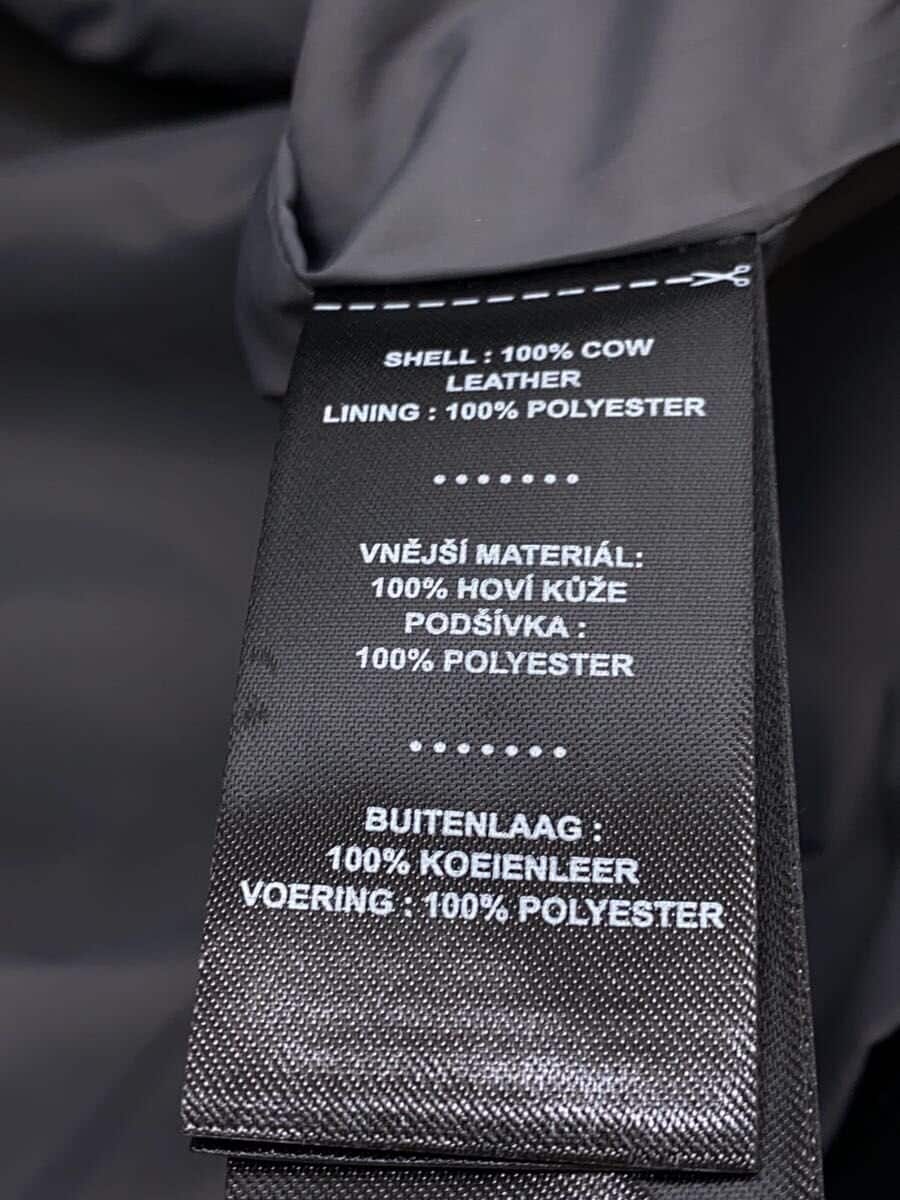 SHELL : 100% COW
LEATHER
LINING : 100% POLYESTER
VNĚJŠÍ MATERIÁL:
100% HOVÍ KŮŽE
PODŠÍVKA :
100% POLYESTER
BUITENLAAG :
100% KOEIENLEER
VOERING : 100% POLYESTER